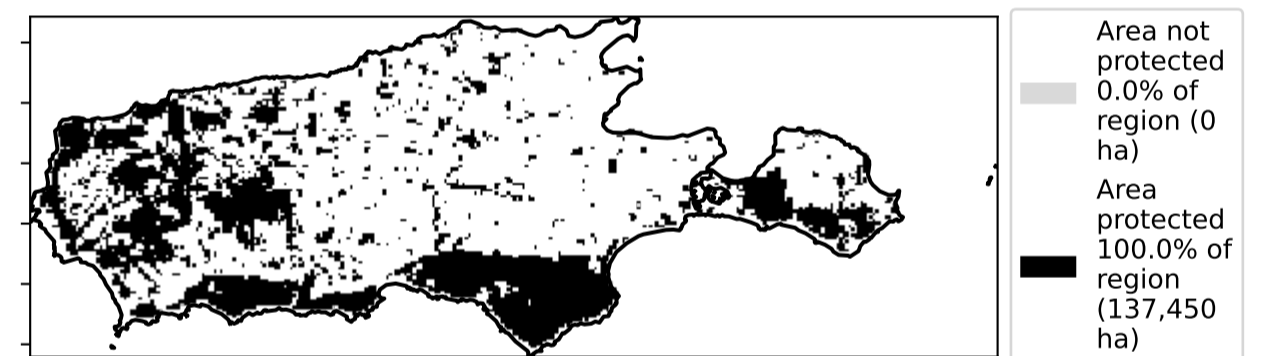 Area not
protected
0.0% of
region (0
ha)
Area
protected
100.0% of
region
(137,450
ha)